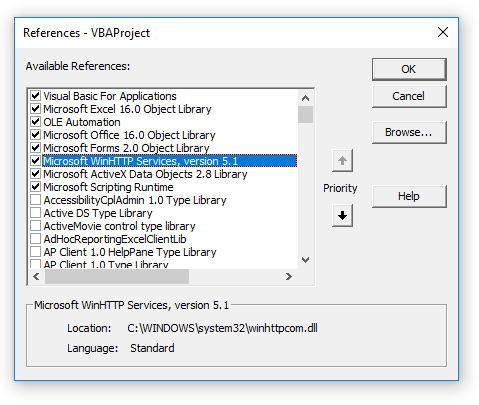 References - VBAProject
Available References:
Visual Basic For Applications
Microsoft Excel 16.0 Object Library
OLE Automation
Microsoft Office 16.0 Object Library
Microsoft Forms 2.0 Object Library
Microsoft WinHTTP Services, version 5.1
Microsoft ActiveX Data Objects 2.8 Library
Microsoft Scripting Runtime
AccessibilityCplAdmin 1.0 Type Library
Active DS Type Library
ActiveMovie control type library
AdHocReportingExcelClientLib
AP Client 1.0 HelpPane Type Library
AP Client 1.0 Type Library
Priority
OK
Cancel
Browse...
Help
Microsoft WinHTTP Services, version 5.1
Location: C:\WINDOWS\system32\winhttpcom.dll
Language: Standard